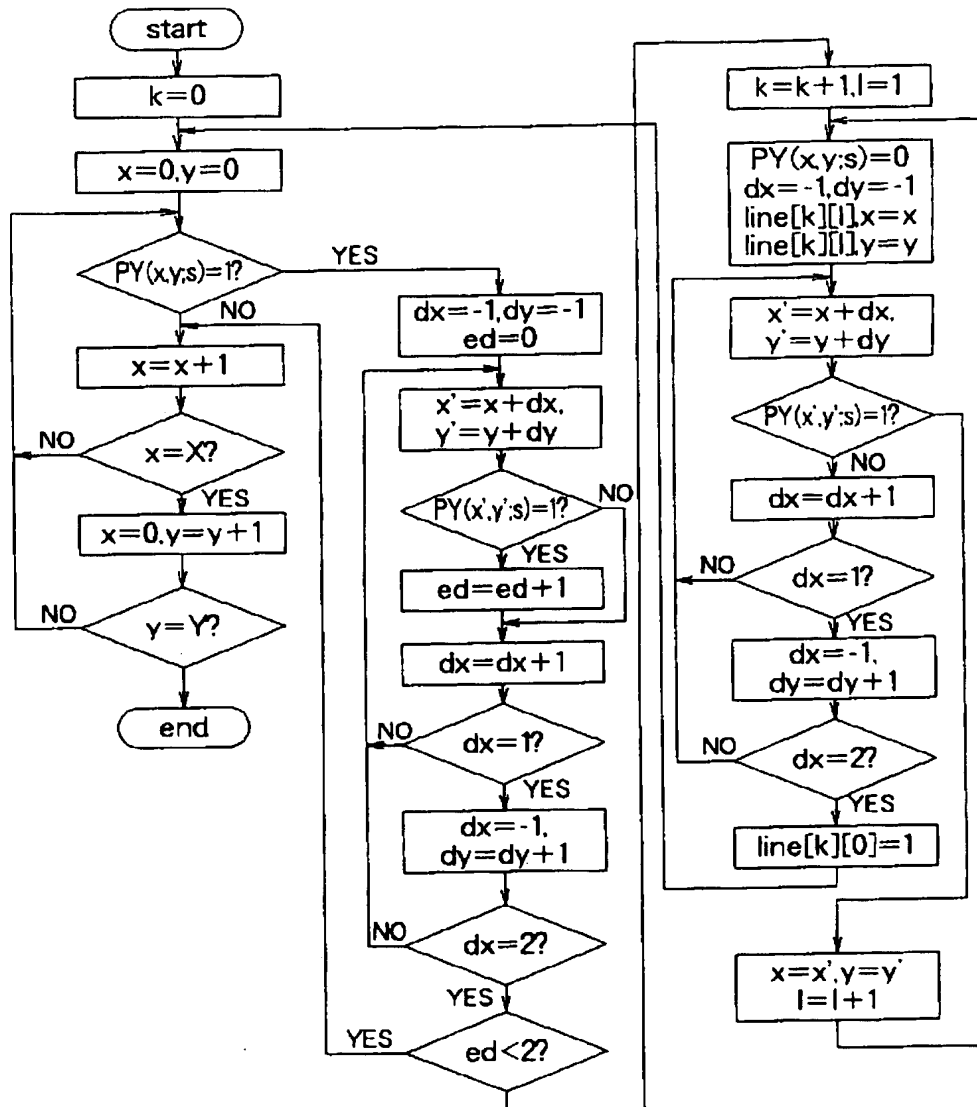 start
k=0
x=0,y=0
PY(x,y;s)=1?
YES
NO
x=x+1
x=X?
NO
YES
x=0,y=y+1
y=Y?
NO
end
dx=-1,dy=-1
ed=0
x'=x+dx,
y'=y+dy
PY(x',y';s)=1?
NO
YES
ed=ed+1
dx=dx+1
dx=1?
NO
YES
dx=-1,
dy=dy+1
dx=2?
NO
YES
ed<2?
YES
k=k+1,l=1
PY(x,y;s)=0
dx=-1,dy=-1
line[k][l],x=x
line[k][l],y=y
x'=x+dx,
y'=y+dy
PY(x',y';s)=1?
NO
dx=dx+1
dx=1?
NO
YES
dx=-1,
dy=dy+1
dx=2?
NO
YES
line[k][0]=1
x=x',y=y'
l=l+1